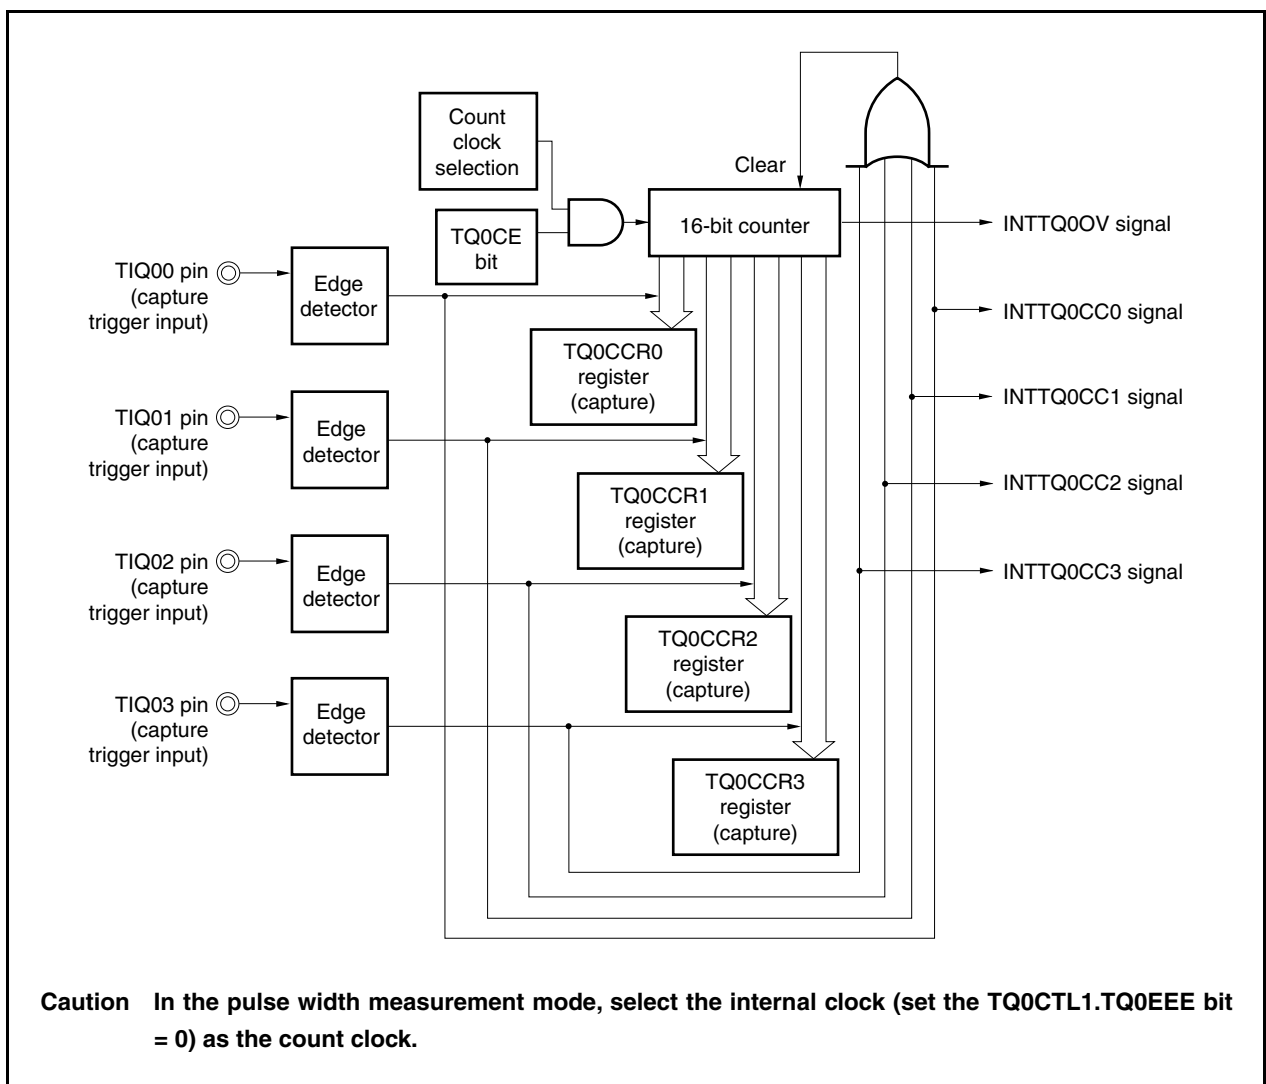 Count
clock
selection
Clear
TQ0CE
bit
16-bit counter
INTTQ0OV signal
TIQ00 pin
(capture
trigger input)
Edge
detector
INTTQ0CC0 signal
TQ0CCR0
register
(capture)
INTTQ0CC1 signal
TIQ01 pin
(capture
trigger input)
Edge
detector
TQ0CCR1
register
(capture)
INTTQ0CC2 signal
TIQ02 pin
(capture
trigger input)
Edge
detector
INTTQ0CC3 signal
TQ0CCR2
register
(capture)
TIQ03 pin
(capture
trigger input)
Edge
detector
TQ0CCR3
register
(capture)
Caution In the pulse width measurement mode, select the internal clock (set the TQ0CTL1.TQ0EEE bit
= 0) as the count clock.